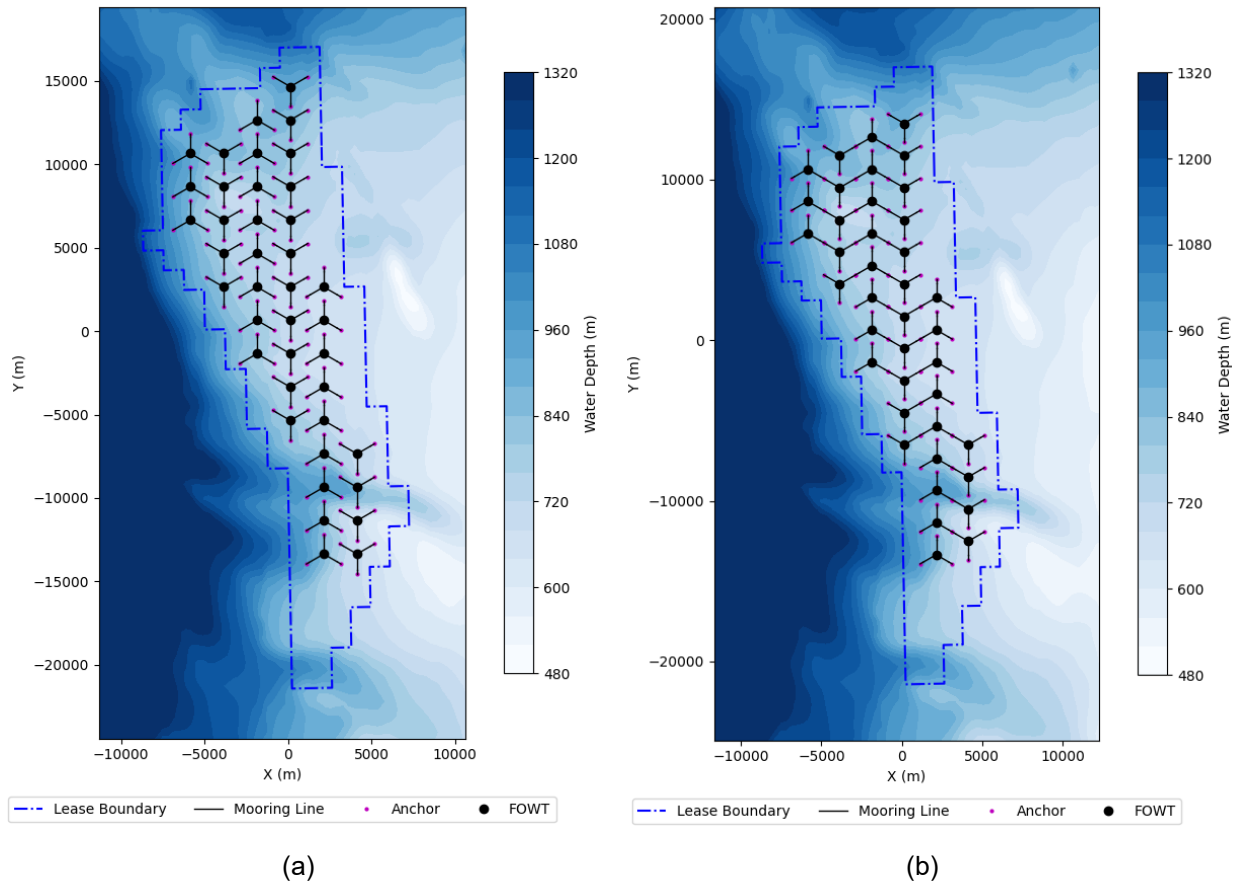 15000
10000
5000
0
−5000
−10000
−15000
−20000
Y (m)
−10000 −5000 0 5000 10000
X (m)
1320
1200
1080
960
840
720
600
480
Water Depth (m)
Lease Boundary Mooring Line Anchor FOWT
(a)
20000
10000
0
−10000
−20000
Y (m)
−10000 −5000 0 5000 10000
X (m)
1320
1200
1080
960
840
720
600
480
Water Depth (m)
Lease Boundary Mooring Line Anchor FOWT
(b)